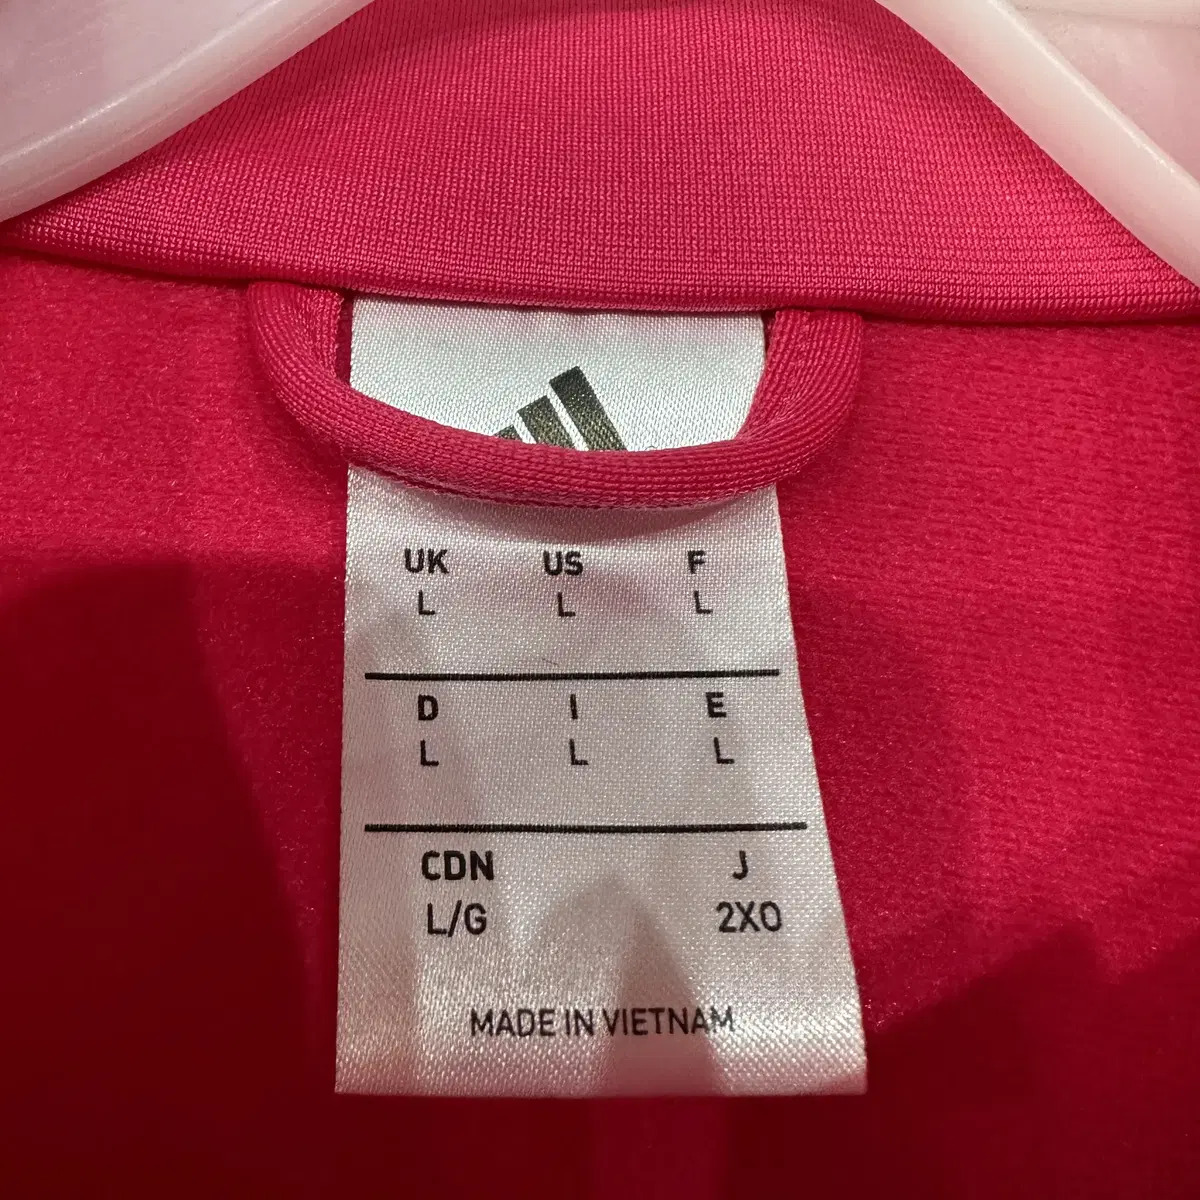 UK US F
L L L
D I E
L L L
CDN J
L/G 2XO
MADE IN VIETNAM